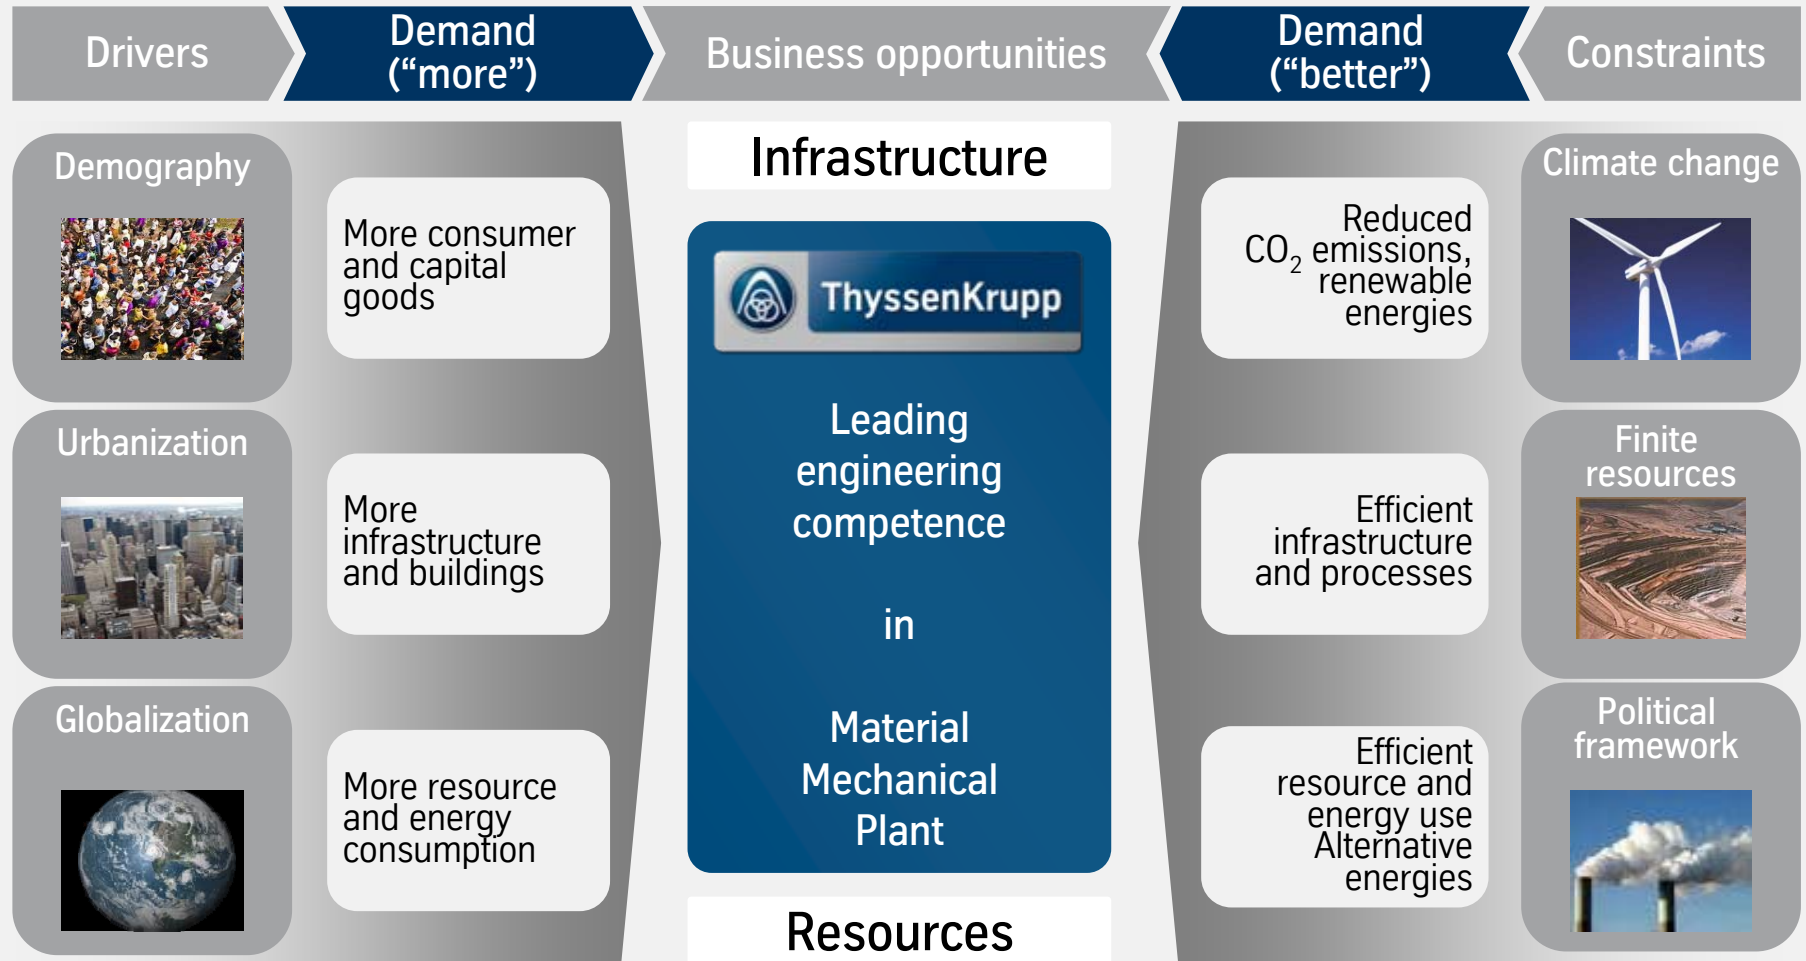 Drivers
Demand
(“more”)
Business opportunities
Demand
(“better”)
Constraints
Demography
More consumer
and capital
goods
Urbanization
More
infrastructure
and buildings
Globalization
More resource
and energy
consumption
Infrastructure
ThyssenKrupp
Leading
engineering
competence
in
Material
Mechanical
Plant
Resources
Reduced
CO₂ emissions,
renewable
energies
Climate change
Efficient
infrastructure
and processes
Finite
resources
Efficient
resource and
energy use
Alternative
energies
Political
framework